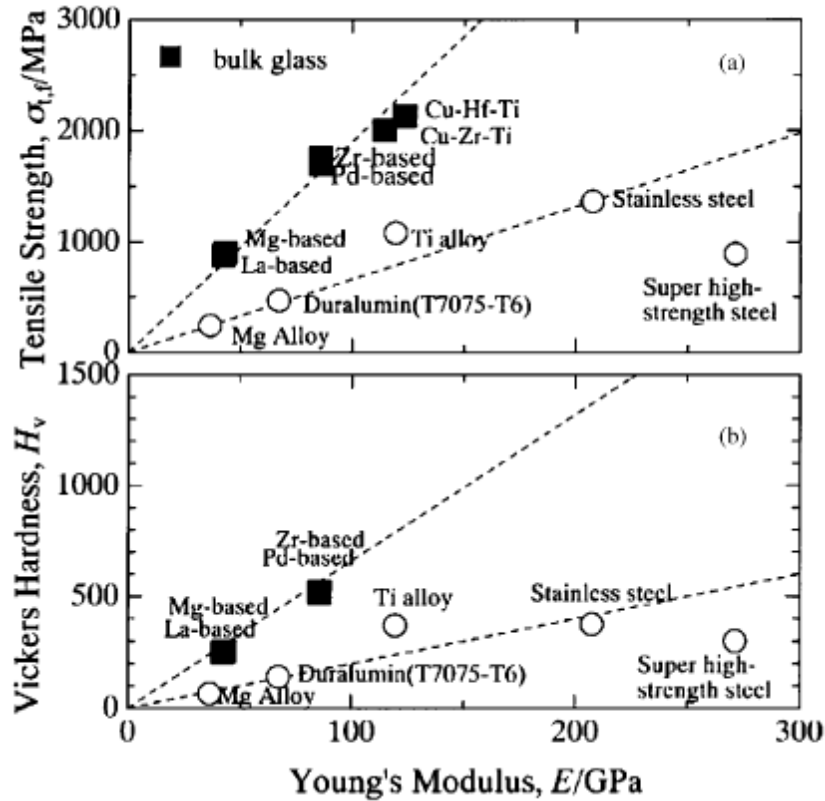 3000
2000
1000
0
Tensile Strength, σt,f/MPa
bulk glass
(a)
Cu-Hf-Ti
Cu-Zr-Ti
Zr-based
Pd-based
Mg-based
La-based
Ti alloy
Stainless steel
Duralumin(T7075-T6)
Super high-
strength steel
Mg Alloy
1500
1000
500
0
Vickers Hardness, Hv
(b)
Zr-based
Pd-based
Mg-based
La-based
Ti alloy
Stainless steel
Duralumin(T7075-T6)
Super high-
strength steel
Mg Alloy
0 100 200 300
Young's Modulus, E/GPa